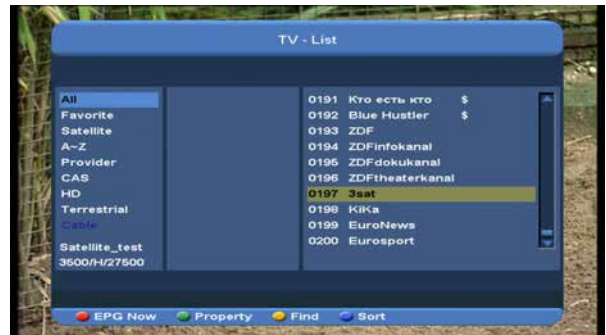 TV - List
All
Favorite
Satellite
A~Z
Provider
CAS
HD
Terrestrial
Cable
Satellite_test
3500/H/27500
0191 Кто есть кто $
0192 Blue Hustler $
0193 ZDF
0194 ZDFinfokanal
0195 ZDFdokukanal
0196 ZDFtheaterkanal
0197 3sat
0198 KiKa
0199 EuroNews
0200 Eurosport
EPG Now Property Find Sort